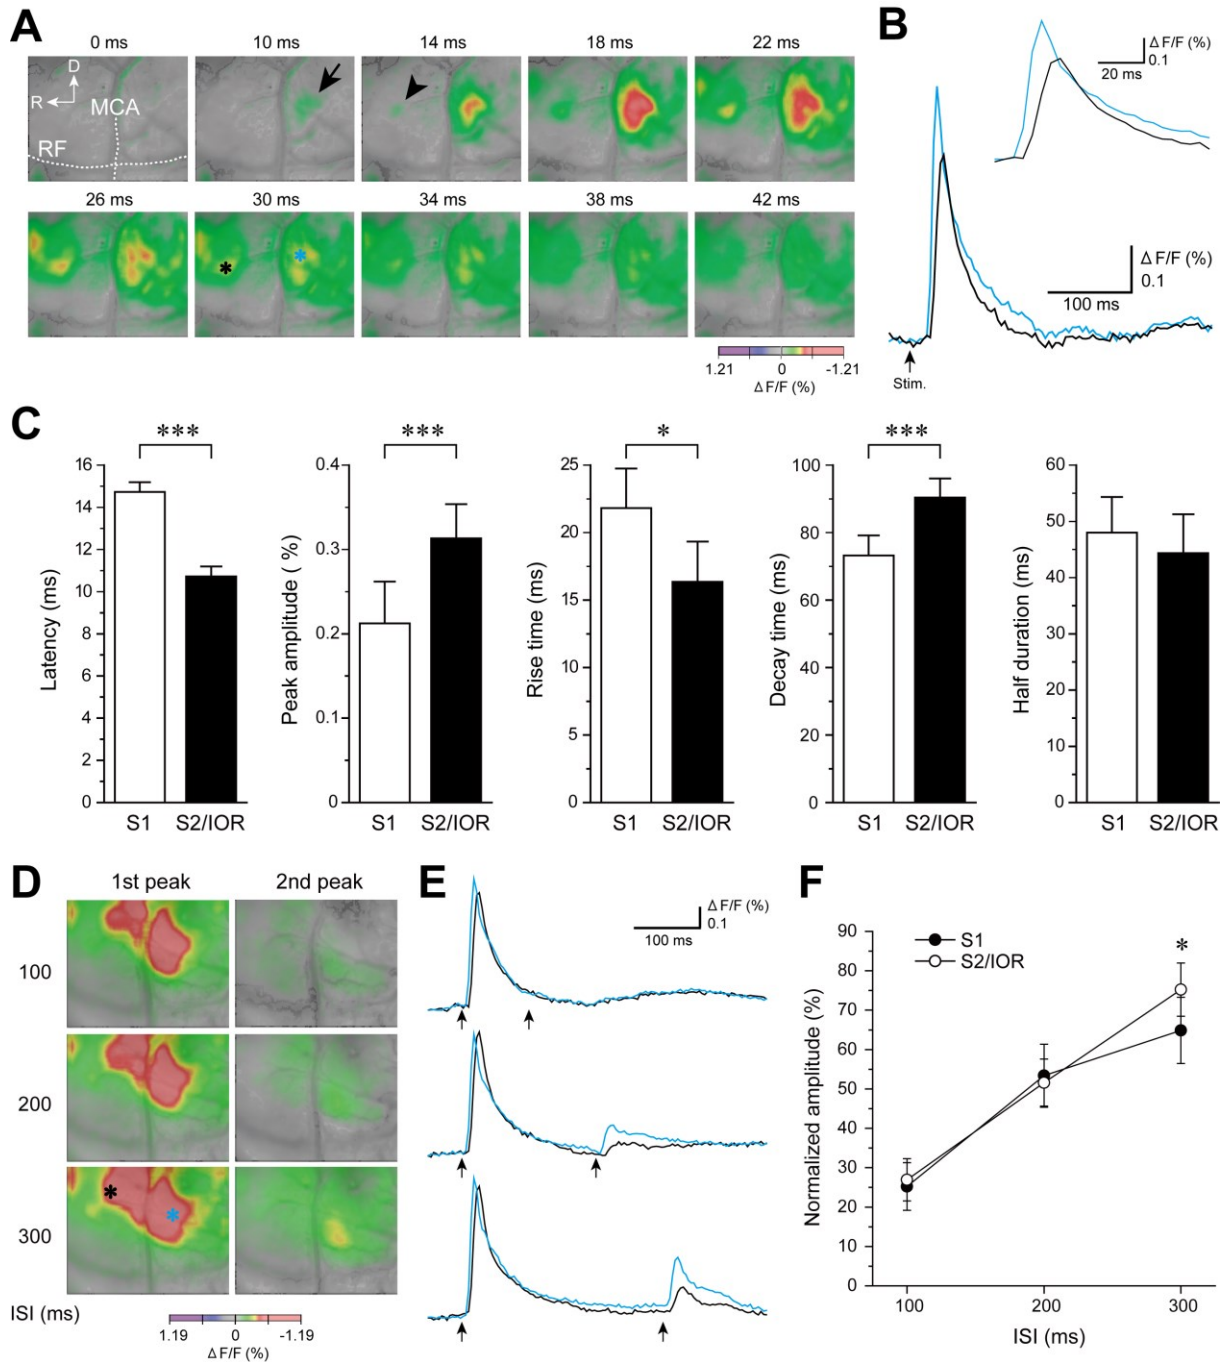 A
0 ms 10 ms 14 ms 18 ms 22 ms
D
R
MCA
RF
26 ms 30 ms 34 ms 38 ms 42 ms
* *
1.21 0 -1.21
Δ F/F (%)
B
Δ F/F (%)
0.1
20 ms
Δ F/F (%)
0.1
100 ms
Stim.
C
***
Latency (ms)
16
14
12
10
8
6
4
2
0
S1 S2/IOR
***
Peak amplitude ( %)
0.4
0.3
0.2
0.1
0
S1 S2/IOR
*
Rise time (ms)
25
20
15
10
5
0
S1 S2/IOR
***
Decay time (ms)
100
80
60
40
20
0
S1 S2/IOR
Half duration (ms)
60
50
40
30
20
10
0
S1 S2/IOR
D
1st peak 2nd peak
100
200
300
* *
ISI (ms)
1.19 0 -1.19
Δ F/F (%)
E
Δ F/F (%)
0.1
100 ms
F
S1
S2/IOR
*
Normalized amplitude (%)
90
80
70
60
50
40
30
20
10
0
100 200 300
ISI (ms)